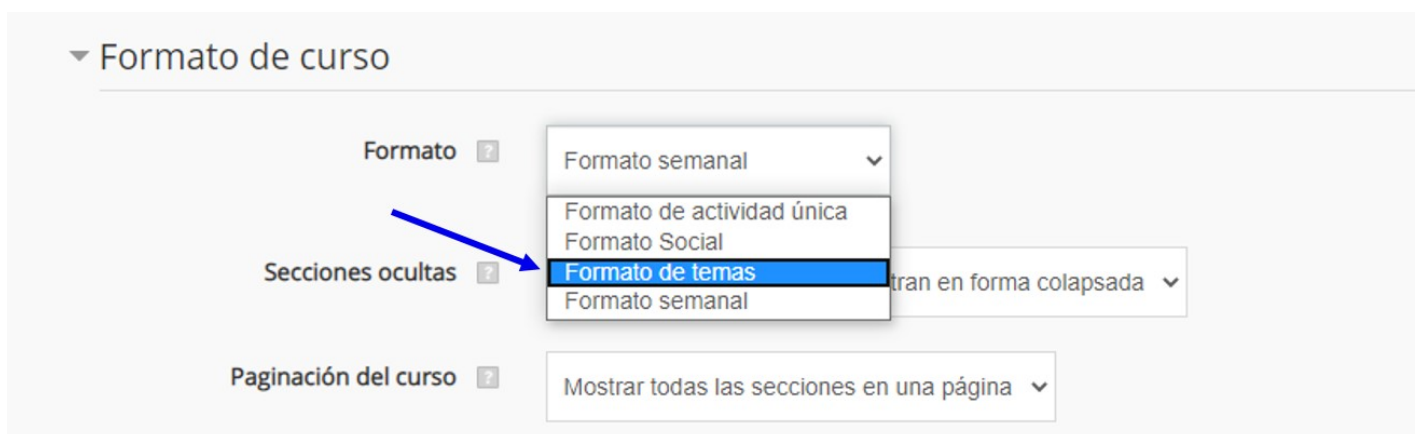 Formato de curso
Formato
Formato semanal
Formato de actividad única
Formato Social
Formato de temas
Formato semanal
Secciones ocultas
en forma colapsada
Paginación del curso
Mostrar todas las secciones en una página